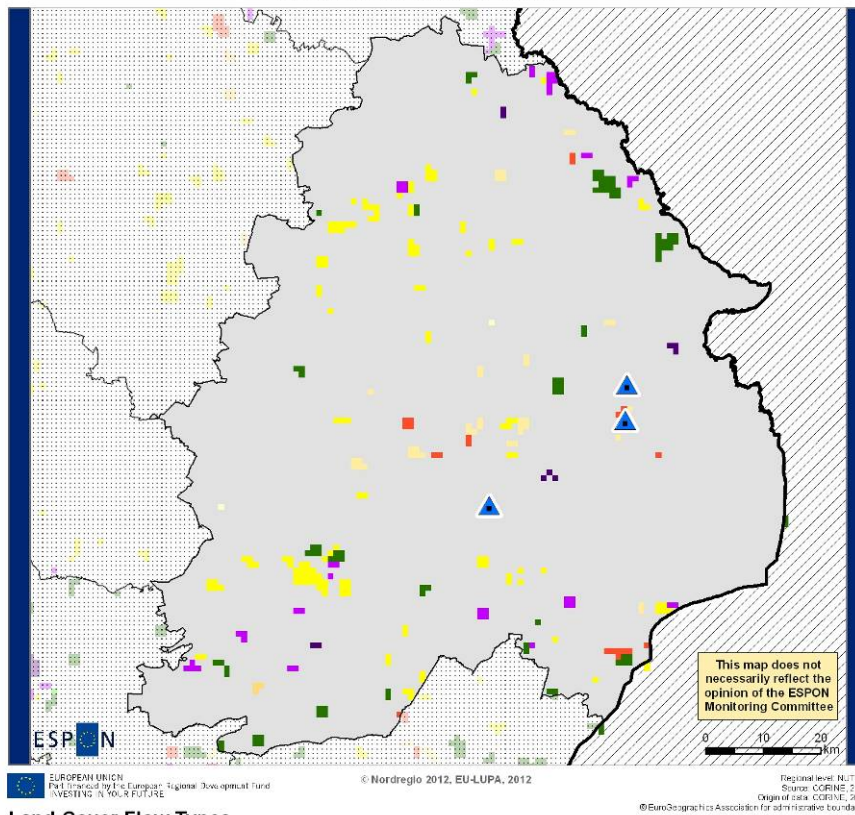 This map does not
necessarily reflect the
opinion of the ESPON
Monitoring Committee
ESPON
0 10 20
km
EUROPEAN UNION
Part financed by the European Regional Development Fund
INVESTING IN YOUR FUTURE
© Nordregio 2012, EU-LUPA, 2012
Regional level: NUT
Source: CORINE, 2
Origin of data: CORINE, 2
© EuroGeographics Association for administrative bounda
Land Cover Flow Types